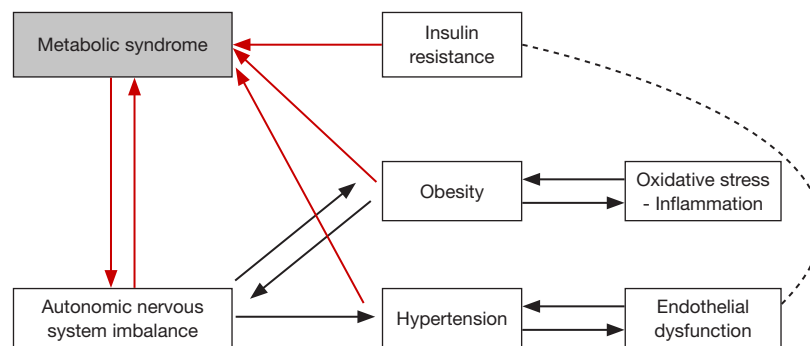 Metabolic syndrome
Insulin
resistance
Obesity
Oxidative stress
- Inflammation
Autonomic nervous
system imbalance
Hypertension
Endothelial
dysfunction